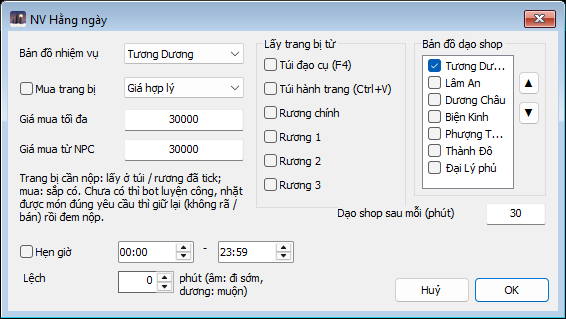 NV Hằng ngày
Bản đồ nhiệm vụ
Tương Dương
Mua trang bị
Giá hợp lý
Giá mua tối đa
30000
Giá mua từ NPC
30000
Trang bị cần nộp: lấy ở túi / rương đã tick;
mua: sắp có. Chưa có thì bot luyện công, nhặt
được món đúng yêu cầu thì giữ lại (không rã /
bán) rồi đem nộp.
Lấy trang bị từ
Túi đạo cụ (F4)
Túi hành trang (Ctrl+V)
Rương chính
Rương 1
Rương 2
Rương 3
Bản đồ dạo shop
Tương Dư...
Lâm An
Dương Châu
Biện Kinh
Phượng T...
Thành Đô
Đại Lý phủ
▲
▼
Dạo shop sau mỗi (phút)
30
Hẹn giờ
00:00
-
23:59
Lệch
0
phút (âm: đi sớm,
dương: muộn)
Huỷ
OK